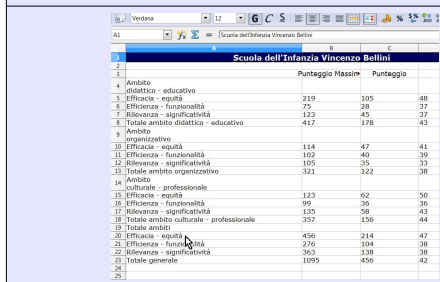 Verdana 12 G C S
A1 Σ = Scuola dell'Infanzia Vincenzo Bellini
A B C
1 Scuola dell'Infanzia Vincenzo Bellini
2
3 Punteggio Massim Punteggio
4 Ambito
didattico - educativo
5 Efficacia - equità 219 105 48
6 Efficienza - funzionalità 75 28 37
7 Rilevanza - significatività 123 45 37
8 Totale ambito didattico - educativo 417 178 43
9 Ambito
organizzativo
10 Efficacia - equità 114 47 41
11 Efficienza - funzionalità 102 40 39
12 Rilevanza - significatività 105 35 33
13 Totale ambito organizzativo 321 122 38
14 Ambito
culturale - professionale
15 Efficacia - equità 123 62 50
16 Efficienza - funzionalità 99 36 36
17 Rilevanza - significatività 135 58 43
18 Totale ambito culturale - professionale 357 156 44
19 Totale ambiti
20 Efficacia - equità 456 214 47
21 Efficienza - funzionalità 276 104 38
22 Rilevanza - significatività 363 138 38
23 Totale generale 1095 456 42
24
25